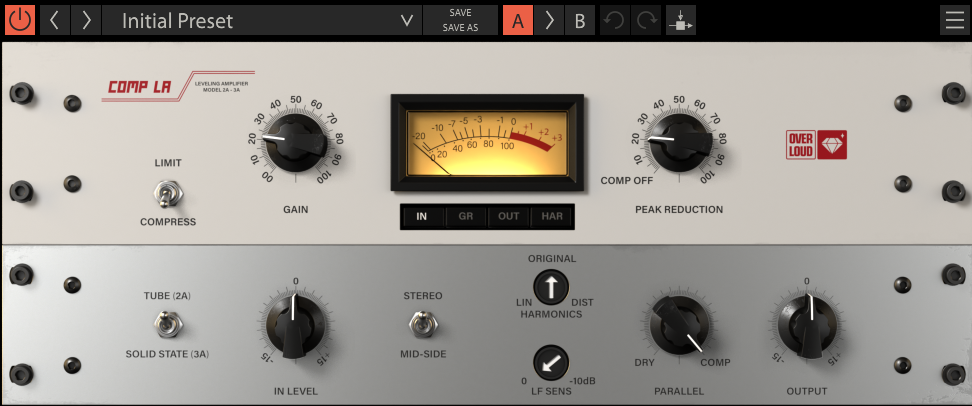 Initial Preset
SAVE
SAVE AS
A
B
COMP LA
LEVELING AMPLIFIER
MODEL 2A - 3A
LIMIT
COMPRESS
00 10 20 30 40 50 60 70 80 90 100
GAIN
-20 -10 -7 -5 -3 -1 0 +1 +2 +3
0 20 40 60 80 100
IN GR OUT HAR
00 10 20 30 40 50 60 70 80 90 100
COMP OFF
PEAK REDUCTION
OVER
LOUD
TUBE (2A)
SOLID STATE (3A)
0
-15 +15
IN LEVEL
STEREO
MID-SIDE
ORIGINAL
LIN DIST
HARMONICS
0 -10dB
LF SENS
DRY COMP
PARALLEL
0
-15 +15
OUTPUT